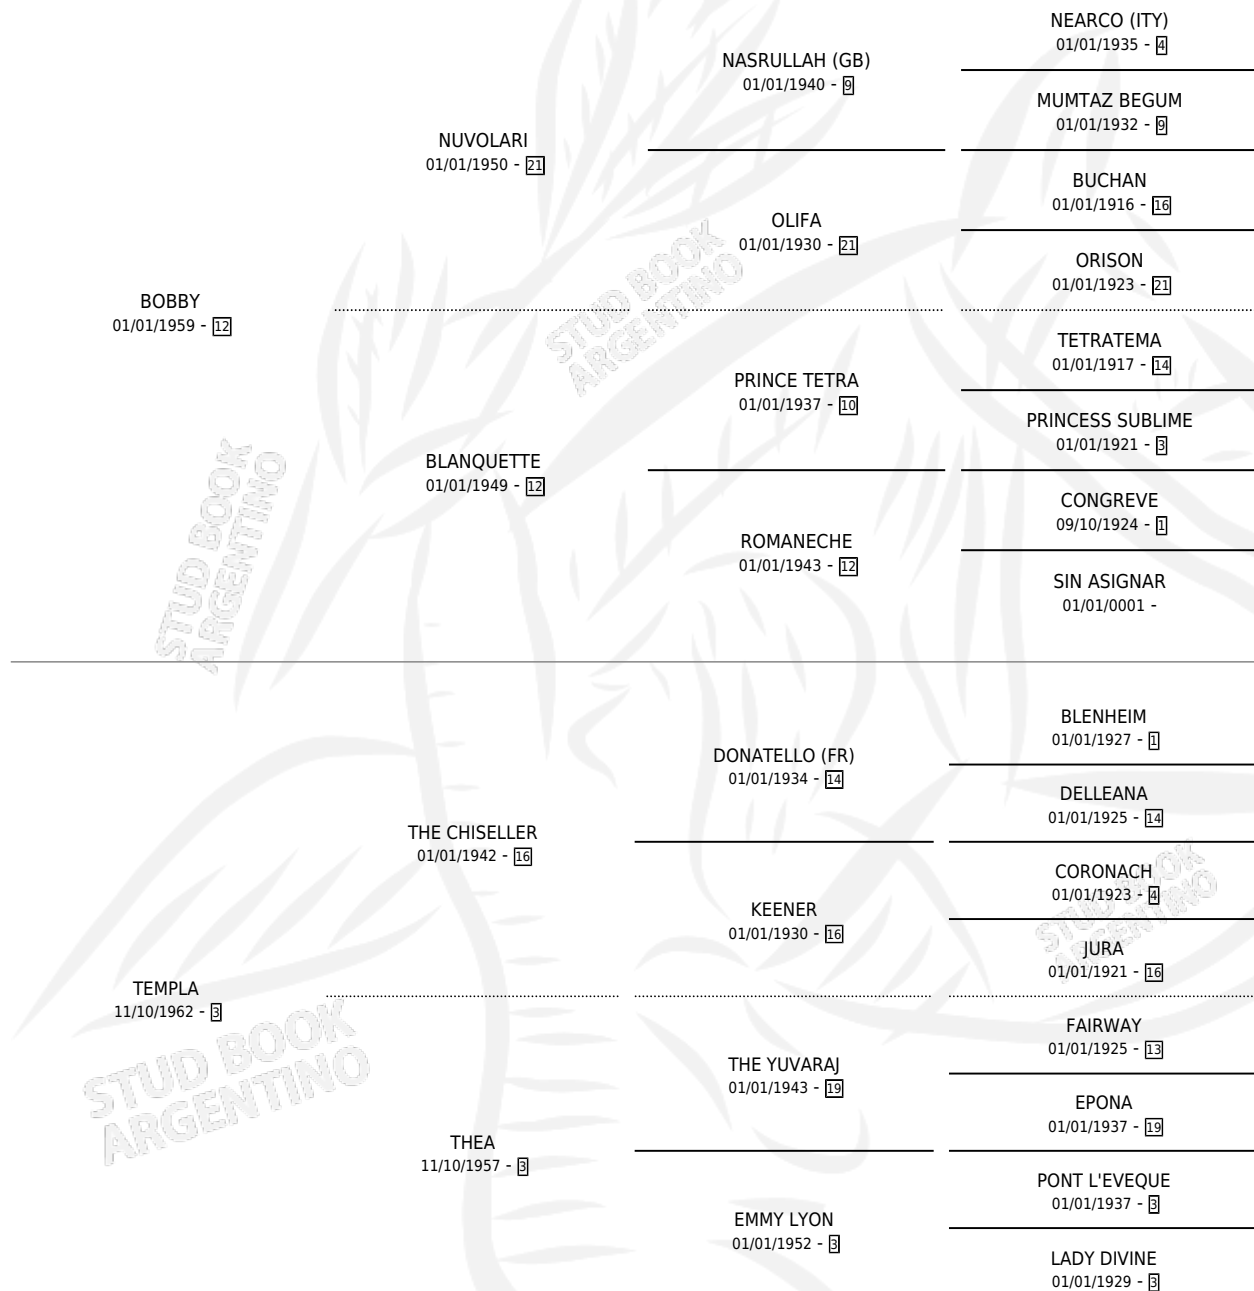 NEARCO (ITY)
01/01/1935 - 4
NASRULLAH (GB)
01/01/1940 - 9
MUMTAZ BEGUM
01/01/1932 - 9
NUVOLARI
01/01/1950 - 21
BUCHAN
01/01/1916 - 16
OLIFA
01/01/1930 - 21
ORISON
01/01/1923 - 21
BOBBY
01/01/1959 - 12
TETRATEMA
01/01/1917 - 14
PRINCE TETRA
01/01/1937 - 10
PRINCESS SUBLIME
01/01/1921 - 3
BLANQUETTE
01/01/1949 - 12
CONGREVE
09/10/1924 - 1
ROMANECHE
01/01/1943 - 12
SIN ASIGNAR
01/01/0001 -
BLENHEIM
01/01/1927 - 1
DONATELLO (FR)
01/01/1934 - 14
DELLEANA
01/01/1925 - 14
THE CHISELLER
01/01/1942 - 16
CORONACH
01/01/1923 - 4
KEENER
01/01/1930 - 16
JURA
01/01/1921 - 16
TEMPLA
11/10/1962 - 3
FAIRWAY
01/01/1925 - 13
THE YUVARAJ
01/01/1943 - 19
EPONA
01/01/1937 - 19
THEA
11/10/1957 - 3
PONT L'EVEQUE
01/01/1937 - 3
EMMY LYON
01/01/1952 - 3
LADY DIVINE
01/01/1929 - 3
STUD BOOK
ARGENTINO
STUD BOOK
ARGENTINO
STUD BOOK
ARGENTINO
STUD BOOK
ARGENTINO